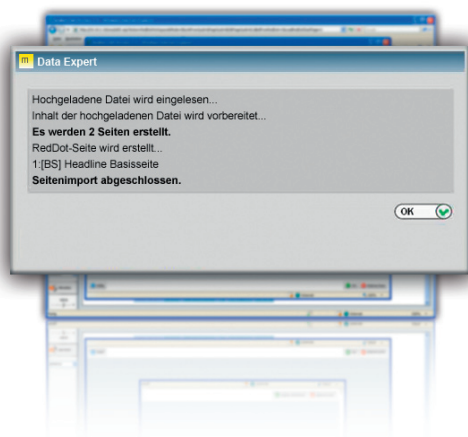 m Data Expert
Hochgeladene Datei wird eingelesen...
Inhalt der hochgeladenen Datei wird vorbereitet...
Es werden 2 Seiten erstellt.
RedDot-Seite wird erstellt...
1:[BS] Headline Basisseite
Seitenimport abgeschlossen.
OK